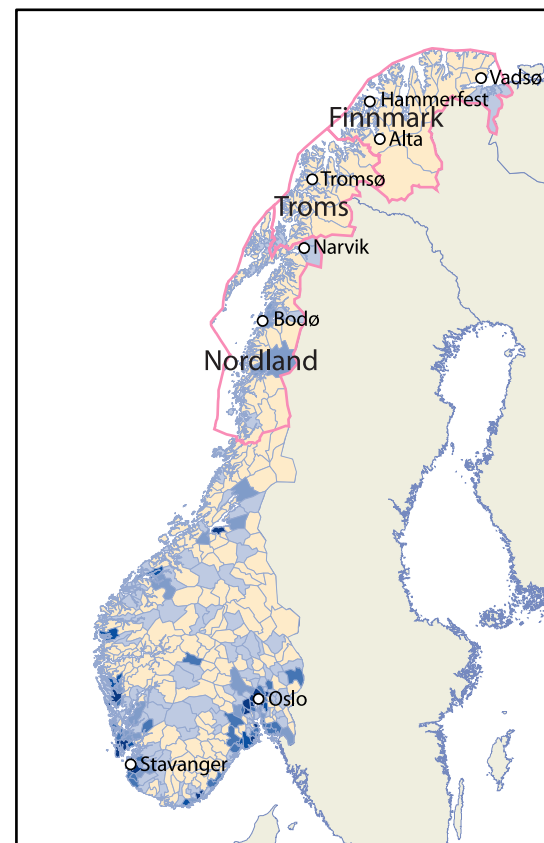 Vadsø
Hammerfest
Finnmark
Alta
Tromsø
Troms
Narvik
Bodø
Nordland
Oslo
Stavanger